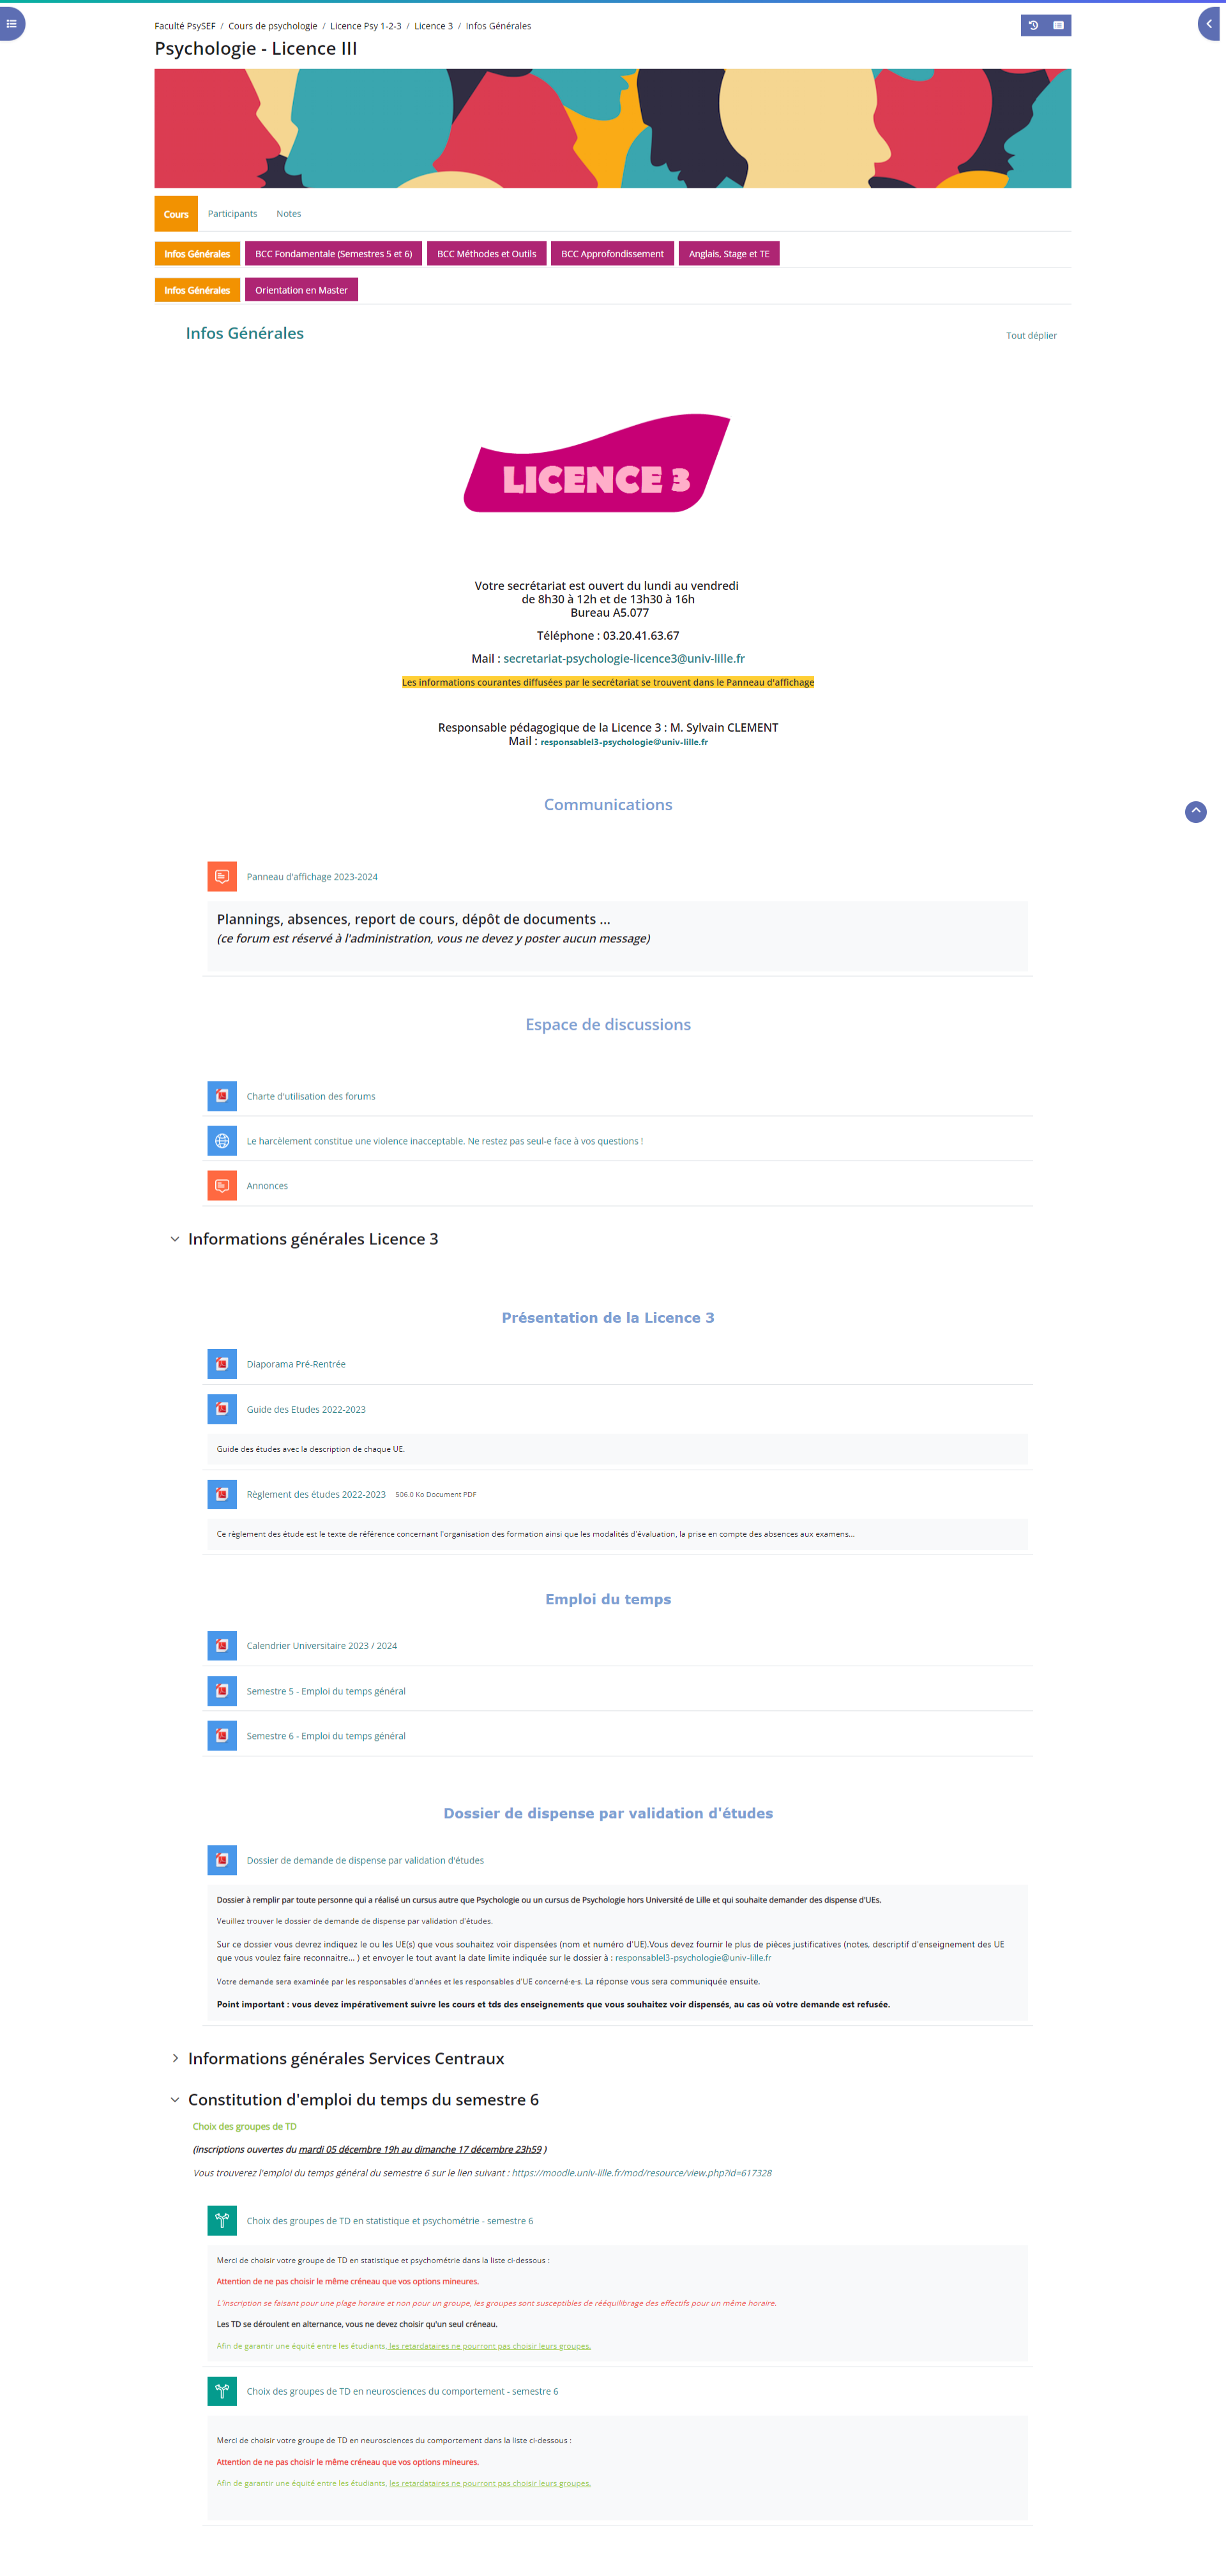 Faculté PsySEF / Cours de psychologie / Licence Psy 1-2-3 / Licence 3 / Infos Générales
Psychologie - Licence III
Cours Participants Notes
Infos Générales BCC Fondamentale (Semestres 5 et 6) BCC Méthodes et Outils BCC Approfondissement Anglais, Stage et TE
Infos Générales Orientation en Master
Infos Générales Tout déplier
LICENCE 3
Votre secrétariat est ouvert du lundi au vendredi
de 8h30 à 12h et de 13h30 à 16h
Bureau A5.077
Téléphone : 03.20.41.63.67
Mail : secretariat-psychologie-licence3@univ-lille.fr
Les informations courantes diffusées par le secrétariat se trouvent dans le Panneau d'affichage
Responsable pédagogique de la Licence 3 : M. Sylvain CLEMENT
Mail : responsablel3-psychologie@univ-lille.fr
Communications
Panneau d'affichage 2023-2024
Plannings, absences, report de cours, dépôt de documents ...
(ce forum est réservé à l'administration, vous ne devez y poster aucun message)
Espace de discussions
Charte d'utilisation des forums
Le harcèlement constitue une violence inacceptable. Ne restez pas seul-e face à vos questions !
Annonces
Informations générales Licence 3
Présentation de la Licence 3
Diaporama Pré-Rentrée
Guide des Etudes 2022-2023
Guide des études avec la description de chaque UE.
Règlement des études 2022-2023 506.0 Ko Document PDF
Ce règlement des étude est le texte de référence concernant l'organisation des formation ainsi que les modalités d'évaluation, la prise en compte des absences aux examens...
Emploi du temps
Calendrier Universitaire 2023 / 2024
Semestre 5 - Emploi du temps général
Semestre 6 - Emploi du temps général
Dossier de dispense par validation d'études
Dossier de demande de dispense par validation d'études
Dossier à remplir par toute personne qui a réalisé un cursus autre que Psychologie ou un cursus de Psychologie hors Université de Lille et qui souhaite demander des dispense d'UEs.
Veuillez trouver le dossier de demande de dispense par validation d'études.
Sur ce dossier vous devrez indiquez le ou les UE(s) que vous souhaitez voir dispensées (nom et numéro d'UE).Vous devez fournir le plus de pièces justificatives (notes, descriptif d'enseignement des UE
que vous voulez faire reconnaitre... ) et envoyer le tout avant la date limite indiquée sur le dossier à : responsablel3-psychologie@univ-lille.fr
Votre demande sera examinée par les responsables d'années et les responsables d'UE concerné·e·s. La réponse vous sera communiquée ensuite.
Point important : vous devez impérativement suivre les cours et tds des enseignements que vous souhaitez voir dispensés, au cas où votre demande est refusée.
Informations générales Services Centraux
Constitution d'emploi du temps du semestre 6
Choix des groupes de TD
(inscriptions ouvertes du mardi 05 décembre 19h au dimanche 17 décembre 23h59 )
Vous trouverez l'emploi du temps général du semestre 6 sur le lien suivant : https://moodle.univ-lille.fr/mod/resource/view.php?id=617328
Choix des groupes de TD en statistique et psychométrie - semestre 6
Merci de choisir votre groupe de TD en statistique et psychométrie dans la liste ci-dessous :
Attention de ne pas choisir le même créneau que vos options mineures.
L'inscription se faisant pour une plage horaire et non pour un groupe, les groupes sont susceptibles de rééquilibrage des effectifs pour un même horaire.
Les TD se déroulent en alternance, vous ne devez choisir qu'un seul créneau.
Afin de garantir une équité entre les étudiants, les retardataires ne pourront pas choisir leurs groupes.
Choix des groupes de TD en neurosciences du comportement - semestre 6
Merci de choisir votre groupe de TD en neurosciences du comportement dans la liste ci-dessous :
Attention de ne pas choisir le même créneau que vos options mineures.
Afin de garantir une équité entre les étudiants, les retardataires ne pourront pas choisir leurs groupes.